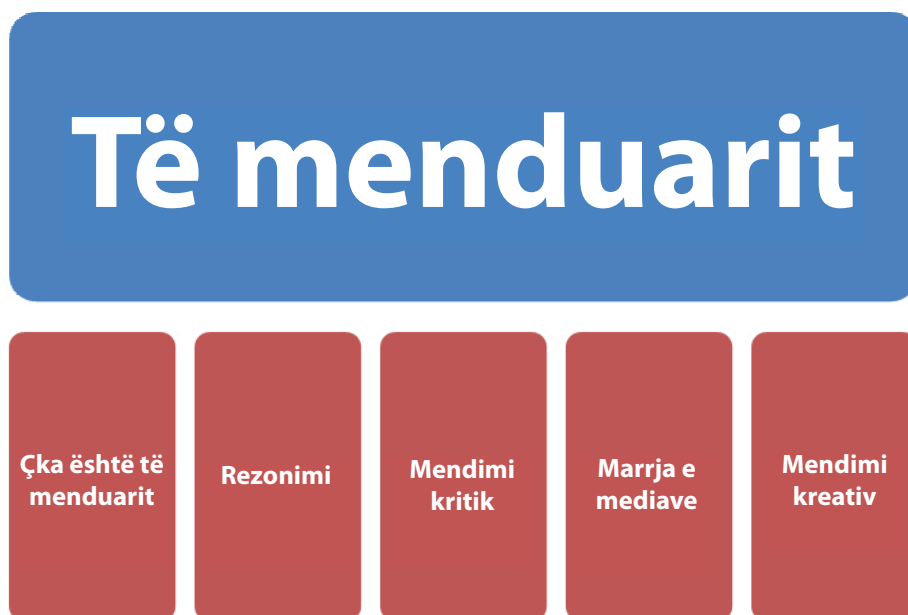 Të menduarit
Çka është të
menduarit
Rezonimi
Mendimi
kritik
Marrja e
mediave
Mendimi
kreativ